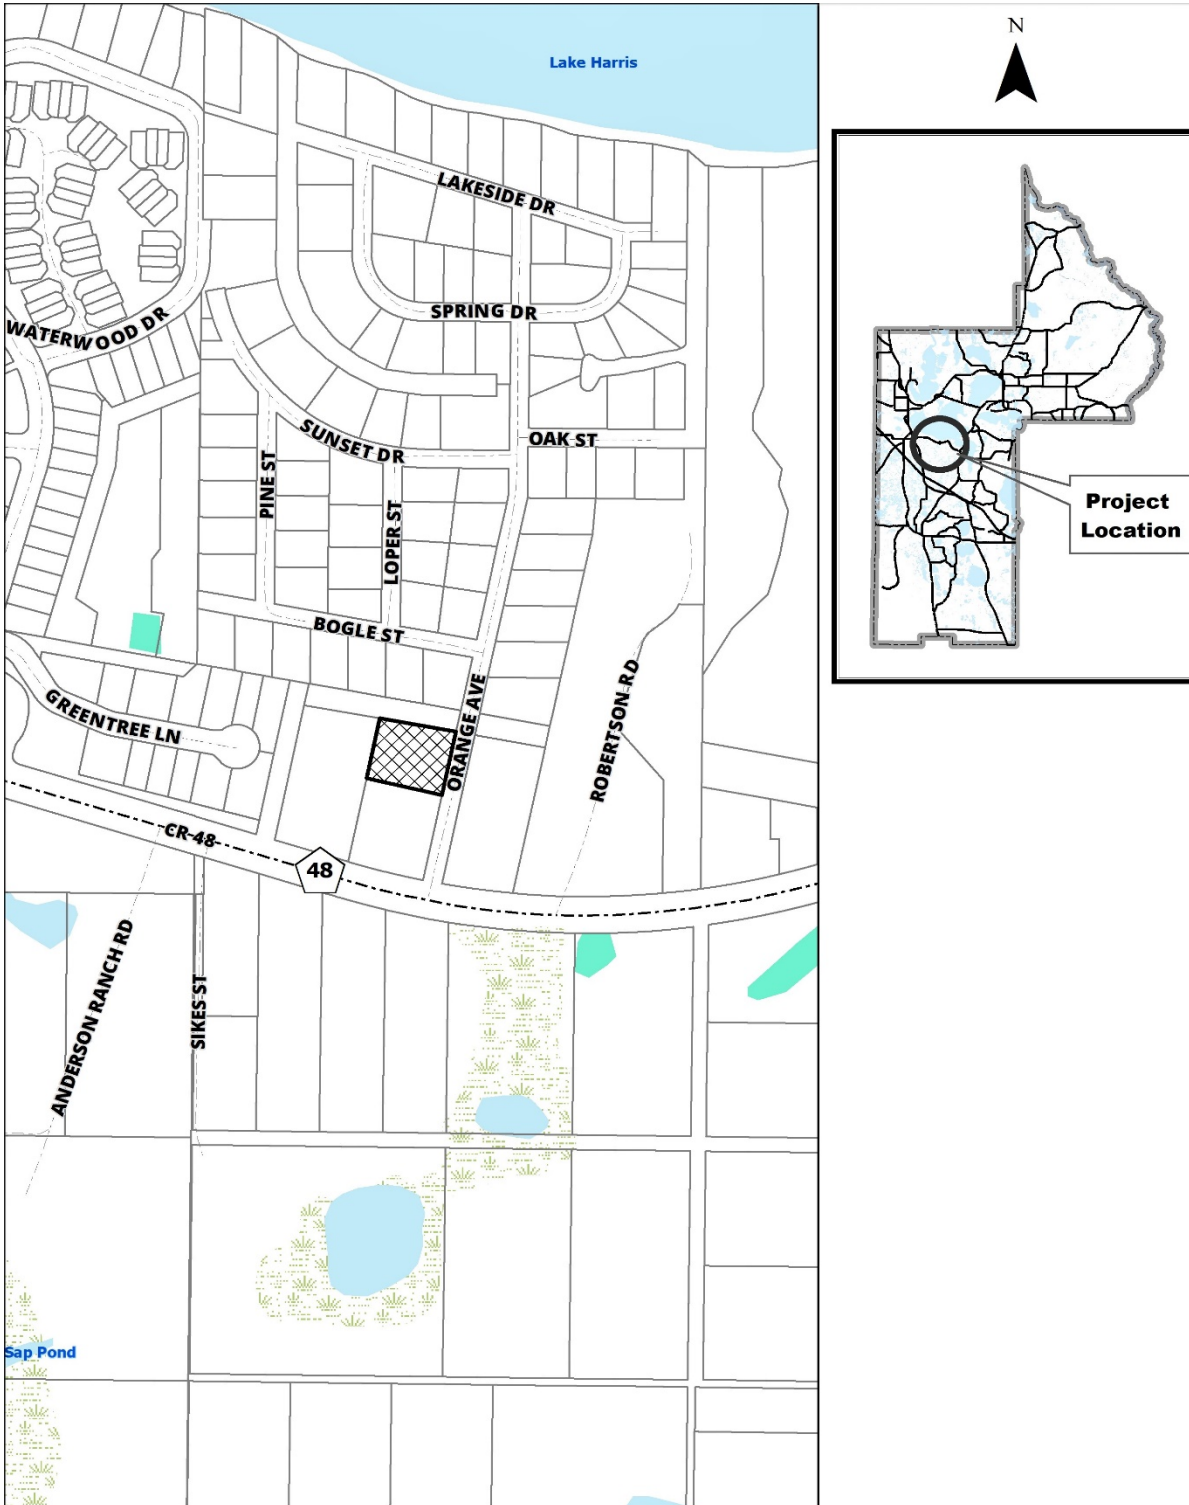 Lake Harris
N
LAKESIDE DR
SPRING DR
WATERWOOD DR
SUNSET DR
OAK ST
PINE ST
LOPER ST
BOGLE ST
Project
Location
GREENTREE LN
ORANGE AVE
ROBERTSON RD
CR 48
48
ANDERSON RANCH RD
SIKES ST
Sap Pond